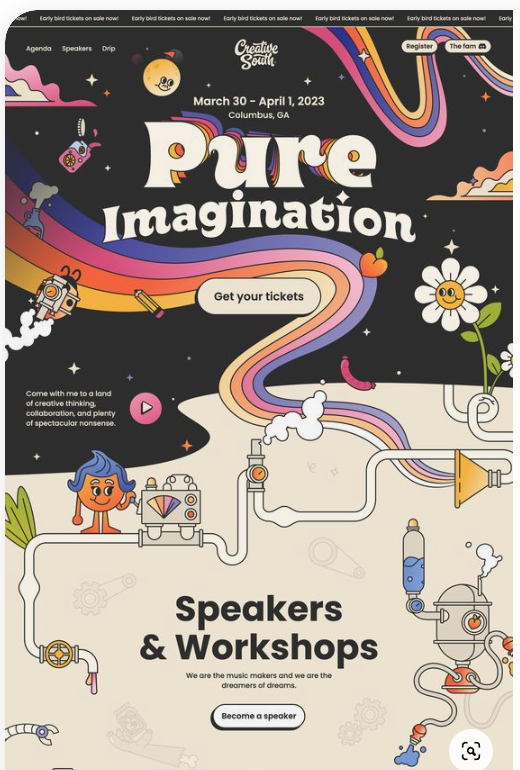 now! Early bird tickets on sale now! Early bird tickets on sale now! Early bird tickets on sale now! Early bird tickets on sale now! Early bird tickets on sale now! Early
Agenda Speakers Drip
Creative
South
Register The fam
March 30 - April 1, 2023
Columbus, GA
Pure
Imagination
Get your tickets
Come with me to a land
of creative thinking,
collaboration, and plenty
of spectacular nonsense.
Speakers
& Workshops
We are the music makers and we are the
dreamers of dreams.
Become a speaker